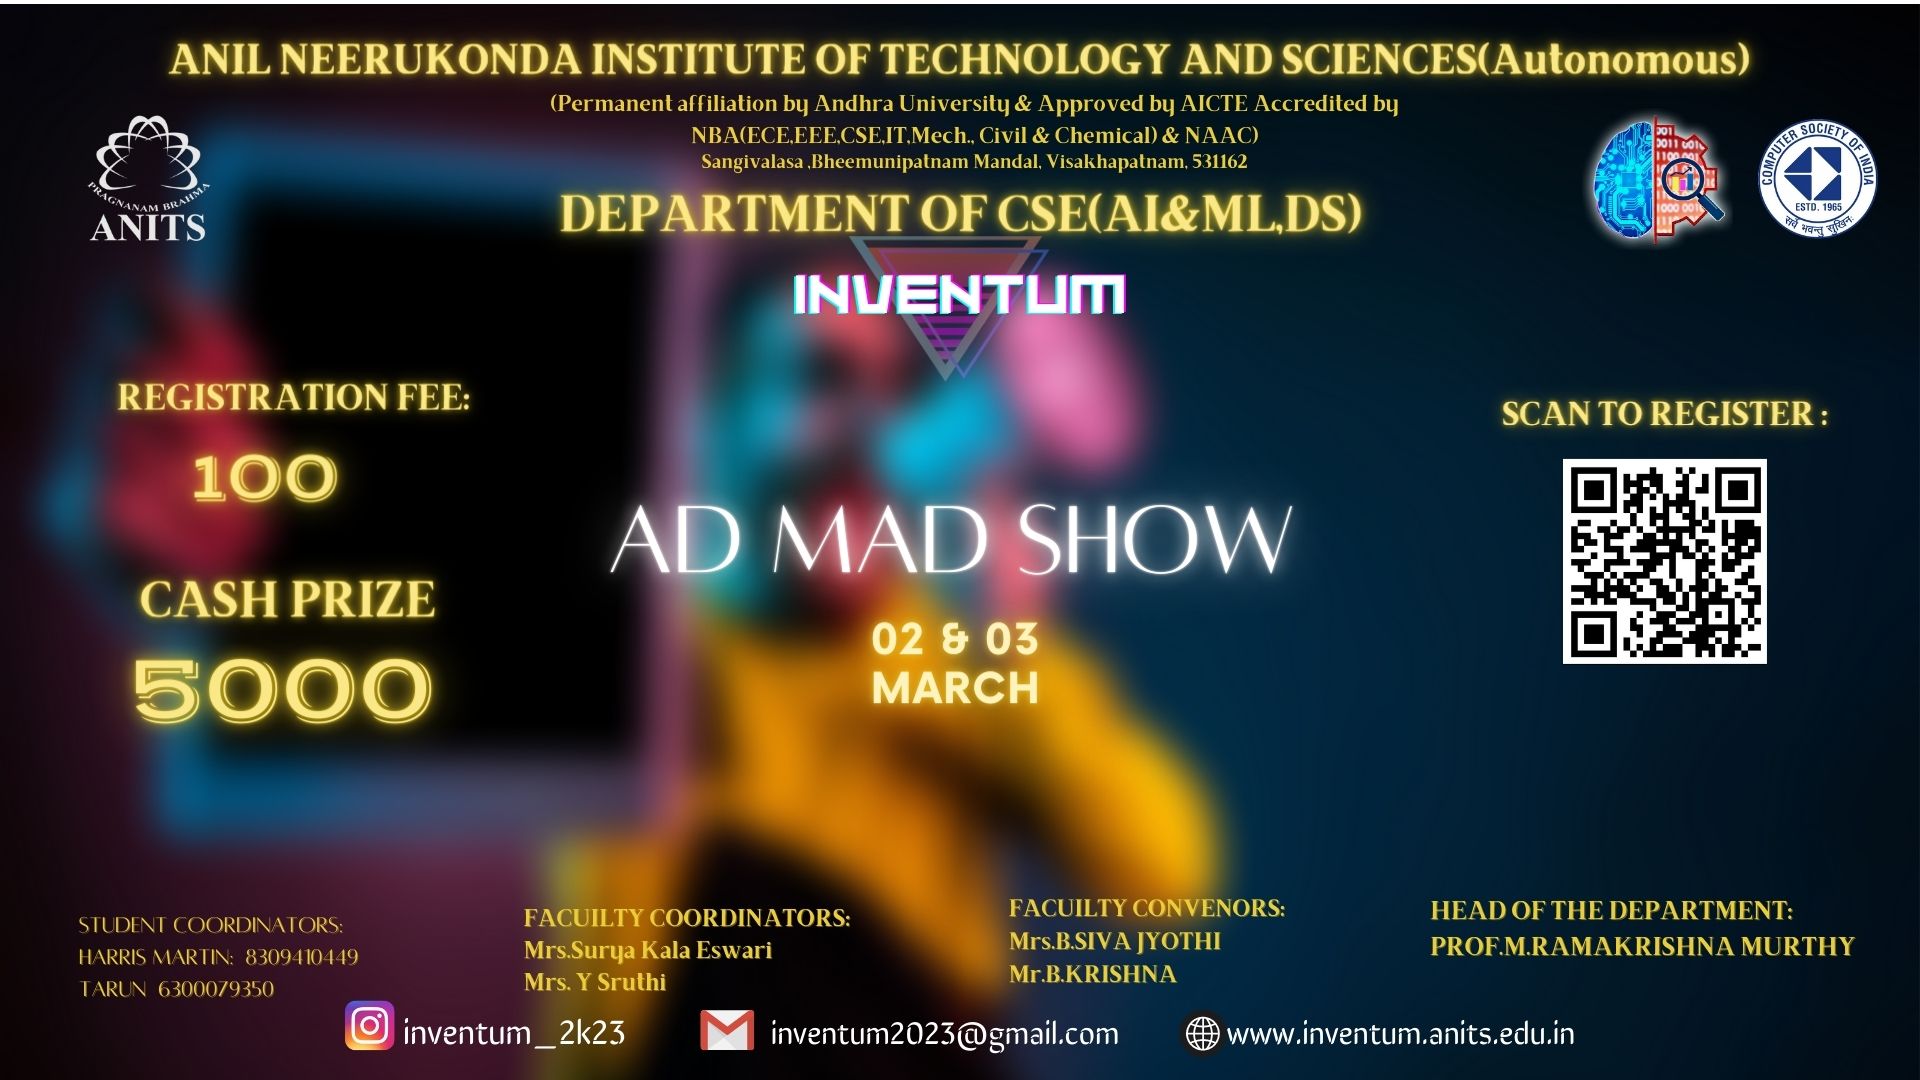 ANIL NEERUKONDA INSTITUTE OF TECHNOLOGY AND SCIENCES(Autonomous)
(Permanent affiliation by Andhra University & Approved by AICTE Accredited by
NBA(ECE,EEE,CSE,IT,Mech., Civil & Chemical) & NAAC)
Sangivalasa ,Bheemunipatnam Mandal, Visakhapatnam, 531162
PRAGNANAM BRAHMA
ANITS
COMPUTER SOCIETY OF INDIA
ESTD. 1965
सर्वे भवन्तु सुखिनः
DEPARTMENT OF CSE(AI&ML,DS)
INVENTUM
REGISTRATION FEE:
100
CASH PRIZE
5000
AD MAD SHOW
02 & 03
MARCH
SCAN TO REGISTER :
STUDENT COORDINATORS:
HARRIS MARTIN: 8309410449
TARUN 6300079350
FACUILTY COORDINATORS:
Mrs.Surya Kala Eswari
Mrs. Y Sruthi
FACUILTY CONVENORS:
Mrs.B.SIVA JYOTHI
Mr.B.KRISHNA
HEAD OF THE DEPARTMENT:
PROF.M.RAMAKRISHNA MURTHY
inventum_2k23
inventum2023@gmail.com
www.inventum.anits.edu.in